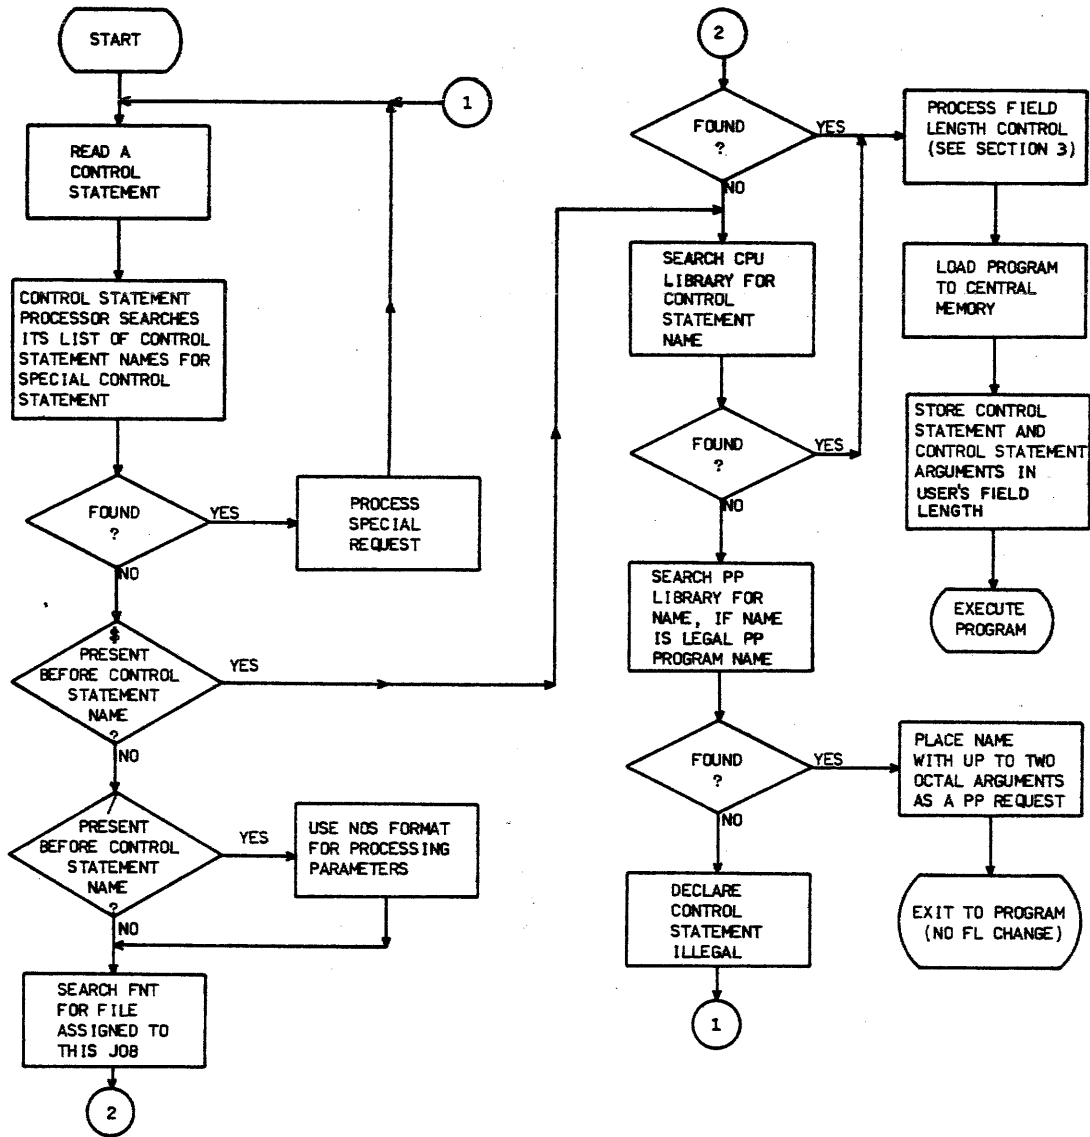 START
1
READ A
CONTROL
STATEMENT
CONTROL STATEMENT
PROCESSOR SEARCHES
ITS LIST OF CONTROL
STATEMENT NAMES FOR
SPECIAL CONTROL
STATEMENT
FOUND
?
YES
PROCESS
SPECIAL
REQUEST
NO
$
PRESENT
BEFORE CONTROL
STATEMENT
NAME
?
YES
NO
/
PRESENT
BEFORE CONTROL
STATEMENT
NAME
?
YES
USE NOS FORMAT
FOR PROCESSING
PARAMETERS
NO
SEARCH FNT
FOR FILE
ASSIGNED TO
THIS JOB
2
2
FOUND
?
YES
PROCESS FIELD
LENGTH CONTROL
(SEE SECTION 3)
NO
LOAD PROGRAM
TO CENTRAL
MEMORY
SEARCH CPU
LIBRARY FOR
CONTROL
STATEMENT
NAME
STORE CONTROL
STATEMENT AND
CONTROL STATEMENT
ARGUMENTS IN
USER'S FIELD
LENGTH
FOUND
?
YES
NO
EXECUTE
PROGRAM
SEARCH PP
LIBRARY FOR
NAME, IF NAME
IS LEGAL PP
PROGRAM NAME
FOUND
?
YES
PLACE NAME
WITH UP TO TWO
OCTAL ARGUMENTS
AS A PP REQUEST
NO
DECLARE
CONTROL
STATEMENT
ILLEGAL
EXIT TO PROGRAM
(NO FL CHANGE)
1